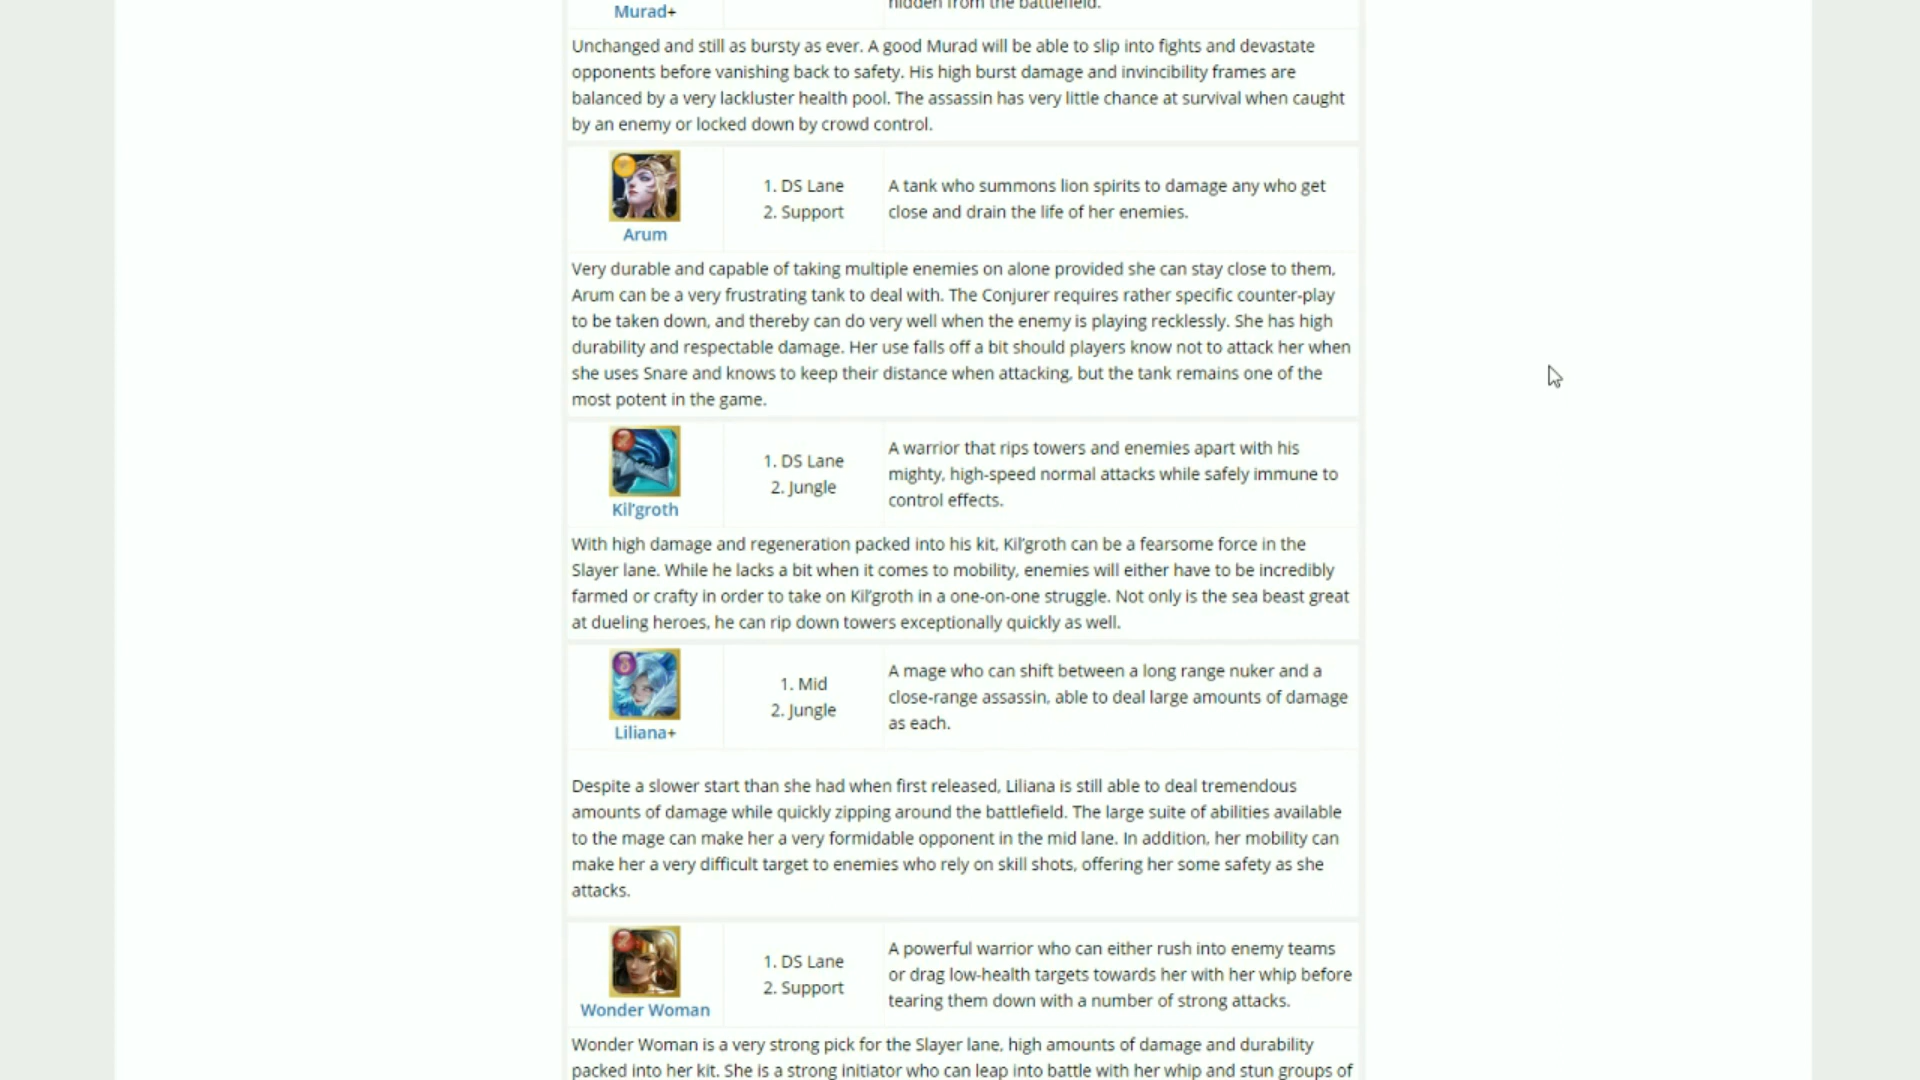 hidden from the battlefield.
Murad+
Unchanged and still as bursty as ever. A good Murad will be able to slip into fights and devastate
opponents before vanishing back to safety. His high burst damage and invincibility frames are
balanced by a very lackluster health pool. The assassin has very little chance at survival when caught
by an enemy or locked down by crowd control.
Arum
1. DS Lane
2. Support
A tank who summons lion spirits to damage any who get
close and drain the life of her enemies.
Very durable and capable of taking multiple enemies on alone provided she can stay close to them,
Arum can be a very frustrating tank to deal with. The Conjurer requires rather specific counter-play
to be taken down, and thereby can do very well when the enemy is playing recklessly. She has high
durability and respectable damage. Her use falls off a bit should players know not to attack her when
she uses Snare and knows to keep their distance when attacking, but the tank remains one of the
most potent in the game.
Kil'groth
1. DS Lane
2. Jungle
A warrior that rips towers and enemies apart with his
mighty, high-speed normal attacks while safely immune to
control effects.
With high damage and regeneration packed into his kit, Kil'groth can be a fearsome force in the
Slayer lane. While he lacks a bit when it comes to mobility, enemies will either have to be incredibly
farmed or crafty in order to take on Kil'groth in a one-on-one struggle. Not only is the sea beast great
at dueling heroes, he can rip down towers exceptionally quickly as well.
Liliana+
1. Mid
2. Jungle
A mage who can shift between a long range nuker and a
close-range assassin, able to deal large amounts of damage
as each.
Despite a slower start than she had when first released, Liliana is still able to deal tremendous
amounts of damage while quickly zipping around the battlefield. The large suite of abilities available
to the mage can make her a very formidable opponent in the mid lane. In addition, her mobility can
make her a very difficult target to enemies who rely on skill shots, offering her some safety as she
attacks.
Wonder Woman
1. DS Lane
2. Support
A powerful warrior who can either rush into enemy teams
or drag low-health targets towards her with her whip before
tearing them down with a number of strong attacks.
Wonder Woman is a very strong pick for the Slayer lane, high amounts of damage and durability
packed into her kit. She is a strong initiator who can leap into battle with her whip and stun groups of